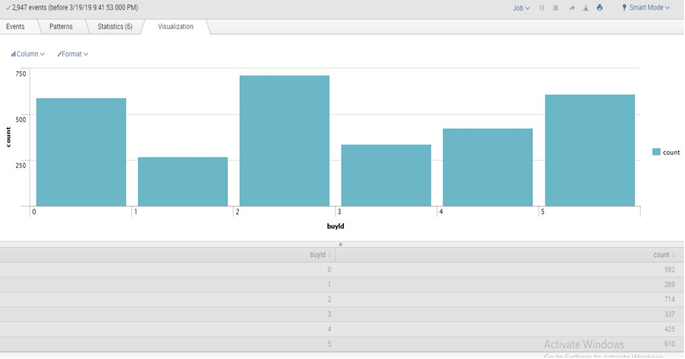 ✓ 2,947 events (before 3/19/19 9:41:53.000 PM)
Job
Smart Mode
Events Patterns Statistics (6) Visualization
Column Format
750
500
250
count
0 1 2 3 4 5
buyId
count
buyId count
0 592
1 269
2 714
3 337
4 425
5 610
Activate Windows
Go to Settings to activate Windows